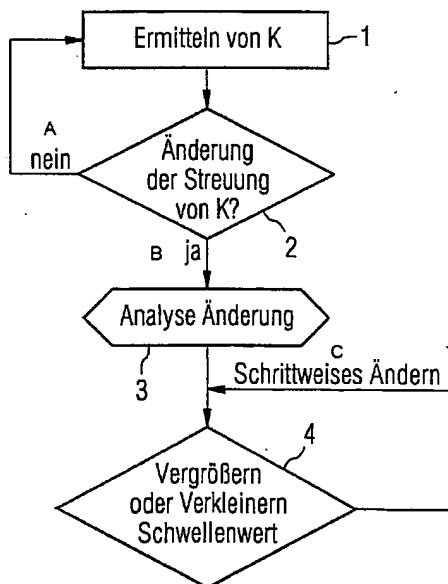 Ermitteln von K
1
A
nein
Änderung
der Streuung
von K?
2
B ja
Analyse Änderung
3
C
Schrittweises Ändern
4
Vergrößern
oder Verkleinern
Schwellenwert